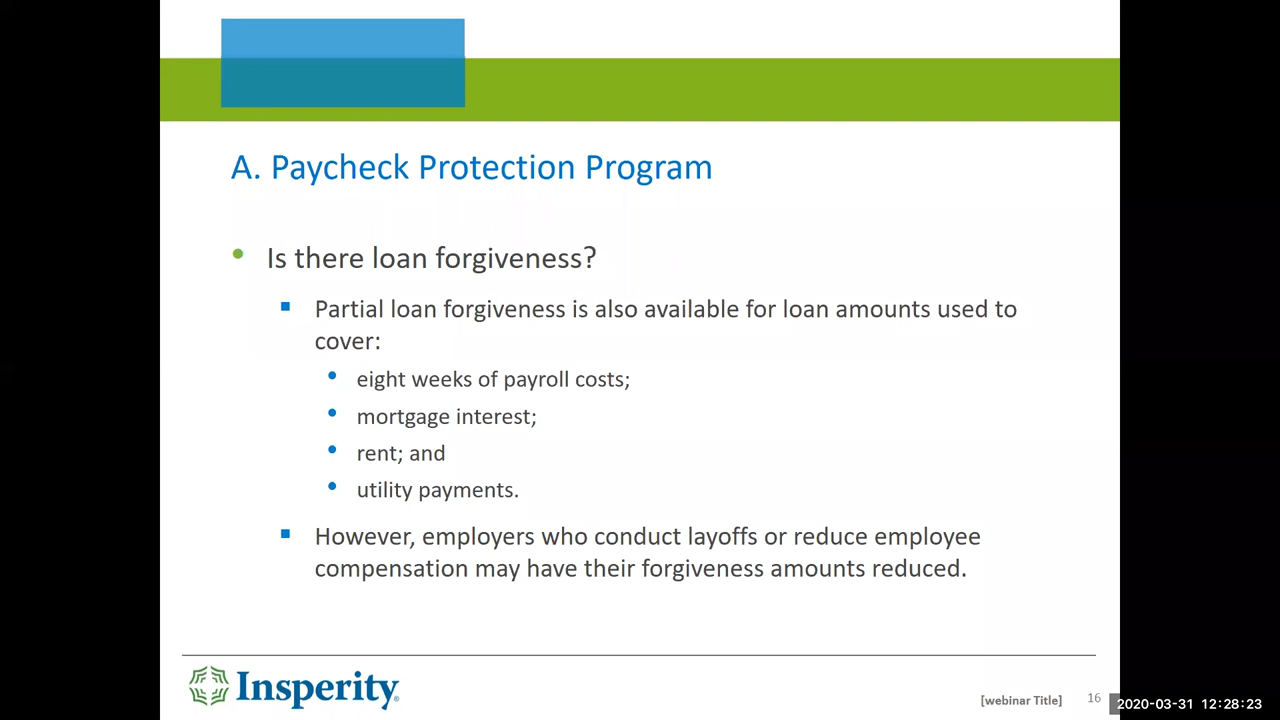 A. Paycheck Protection Program
Is there loan forgiveness?
Partial loan forgiveness is also available for loan amounts used to
cover:
eight weeks of payroll costs;
mortgage interest;
rent; and
utility payments.
However, employers who conduct layoffs or reduce employee
compensation may have their forgiveness amounts reduced.
Insperity
[webinar Title] 16
2020-03-31 12:28:23